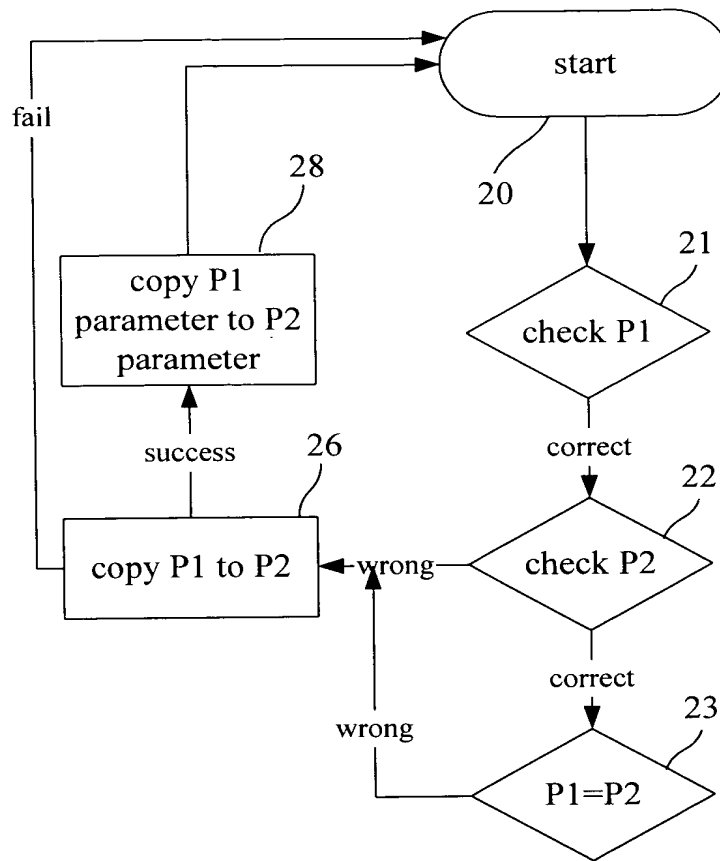 start
fail
20
28
21
copy P1
parameter to P2
parameter
check P1
success
correct
26
22
copy P1 to P2
wrong
check P2
correct
23
wrong
P1=P2